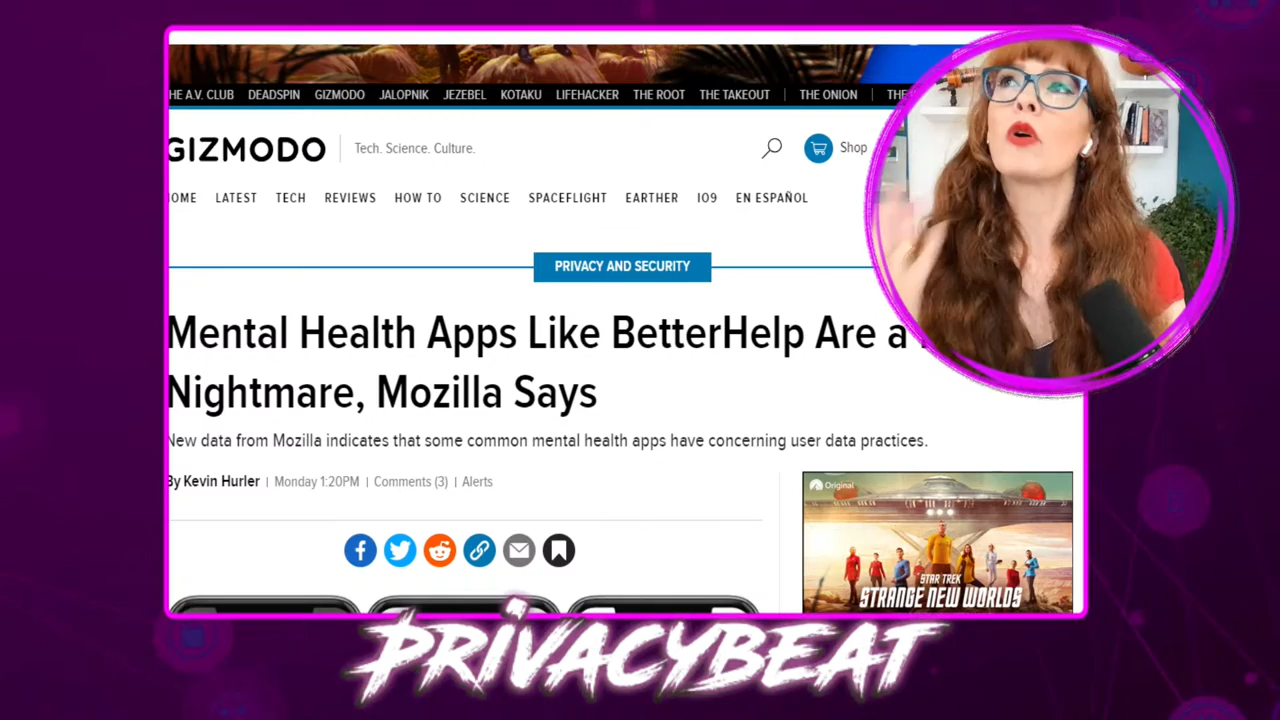 HE A.V. CLUB DEADSPIN GIZMODO JALOPNIK JEZEBEL KOTAKU LIFEHACKER THE ROOT THE TAKEOUT THE ONION THE
GIZMODO Tech. Science. Culture. Shop
OME LATEST TECH REVIEWS HOW TO SCIENCE SPACEFLIGHT EARTHER IO9 EN ESPAÑOL
PRIVACY AND SECURITY
Mental Health Apps Like BetterHelp Are a
Nightmare, Mozilla Says
New data from Mozilla indicates that some common mental health apps have concerning user data practices.
By Kevin Hurler | Monday 1:20PM | Comments (3) | Alerts
Original
STAR TREK
STRANGE NEW WORLDS
PRIVACYBEAT